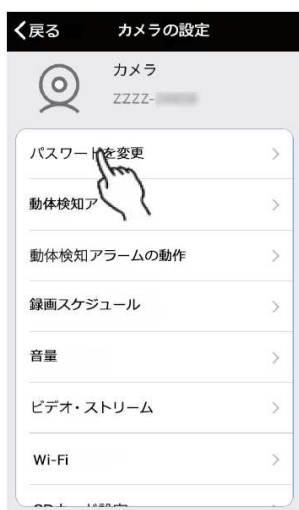 戻る カメラの設定
カメラ
ZZZZ-
パスワードを変更
動体検知ア
動体検知アラームの動作
録画スケジュール
音量
ビデオ・ストリーム
Wi-Fi